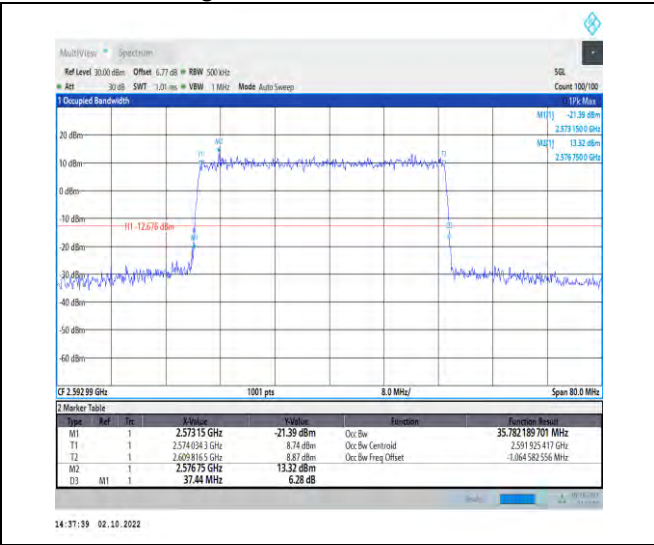 MultiView Spectrum
Ref Level 30.00 dBm Offset 6.77 dB RBW 500 kHz SGL
Att 30 dB SWT 1.01 ms VBW 1 MHz Mode Auto Sweep Count 100/100
1 Occupied Bandwidth 1Pk Max
M1[1] -21.39 dBm
2.573 150 0 GHz
20 dBm M2[1] 13.32 dBm
2.576 750 0 GHz
M2
T1 T2
10 dBm
0 dBm
-10 dBm
H1 -12.676 dBm
-20 dBm
-30 dBm
-40 dBm
-50 dBm
-60 dBm
CF 2.592 99 GHz 1001 pts 8.0 MHz/ Span 80.0 MHz
2 Marker Table
Type Ref Trc X-Value Y-Value Function Function Result
M1 1 2.573 15 GHz -21.39 dBm Occ Bw 35.782 189 701 MHz
T1 1 2.574 034 3 GHz 8.74 dBm Occ Bw Centroid 2.591 925 417 GHz
T2 1 2.609 816 5 GHz 8.87 dBm Occ Bw Freq Offset -1.064 582 556 MHz
M2 1 2.576 75 GHz 13.32 dBm
D3 M1 1 37.44 MHz 6.28 dB
14:37:39 02.10.2022